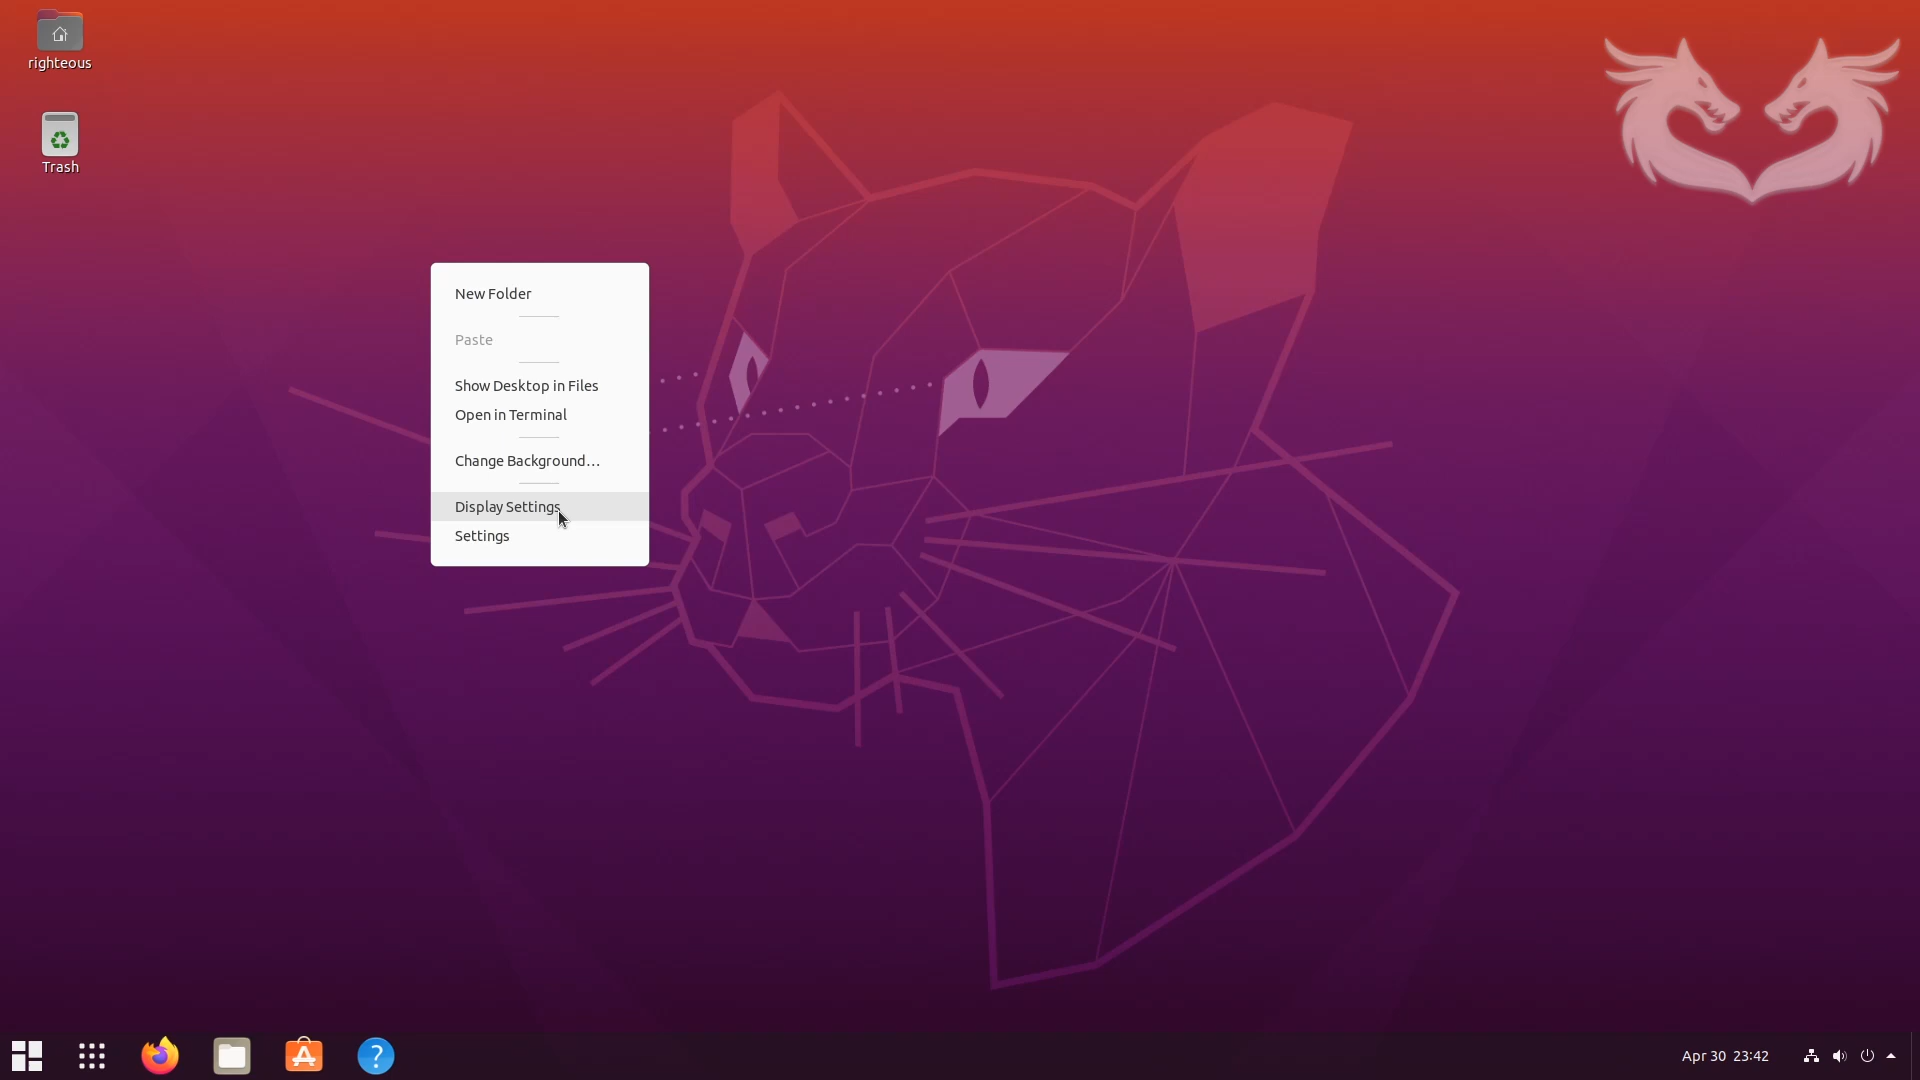 righteous
Trash
New Folder
Paste
Show Desktop in Files
Open in Terminal
Change Background…
Display Settings
Settings
Apr 30 23:42